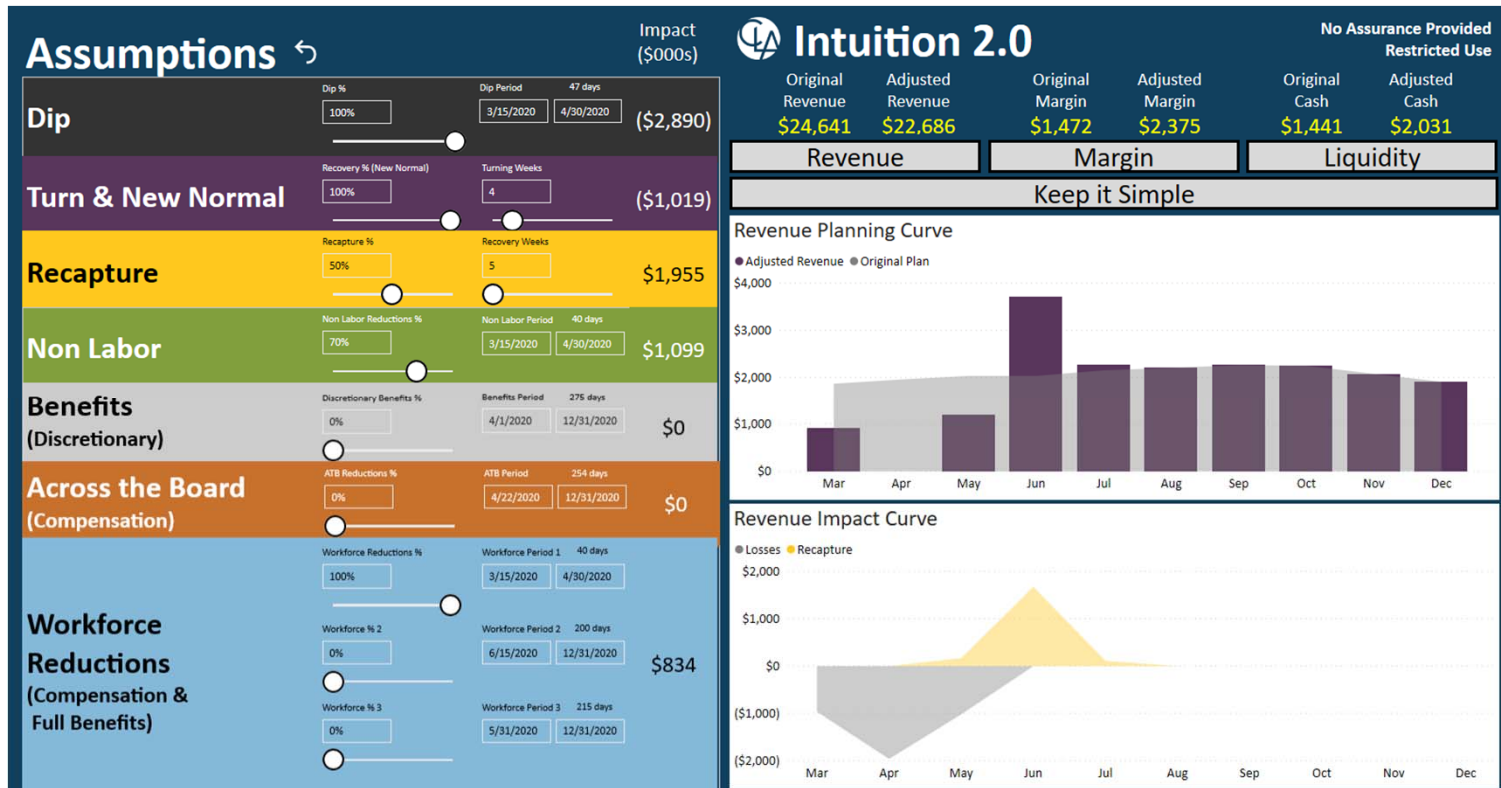 Assumptions
Impact
($000s)
Dip
Dip %
100%
Dip Period 47 days
3/15/2020 4/30/2020
($2,890)
Turn & New Normal
Recovery % (New Normal)
100%
Turning Weeks
4
($1,019)
Recapture
Recapture %
50%
Recovery Weeks
5
$1,955
Non Labor
Non Labor Reductions %
70%
Non Labor Period 40 days
3/15/2020 4/30/2020
$1,099
Benefits
(Discretionary)
Discretionary Benefits %
0%
Benefits Period 275 days
4/1/2020 12/31/2020
$0
Across the Board
(Compensation)
ATB Reductions %
0%
ATB Period 254 days
4/22/2020 12/31/2020
$0
Workforce
Reductions
(Compensation &
Full Benefits)
Workforce Reductions %
100%
Workforce Period 1 40 days
3/15/2020 4/30/2020
Workforce % 2
0%
Workforce Period 2 200 days
6/15/2020 12/31/2020
$834
Workforce % 3
0%
Workforce Period 3 215 days
5/31/2020 12/31/2020
CLA Intuition 2.0
No Assurance Provided
Restricted Use
Original
Revenue
$24,641
Adjusted
Revenue
$22,686
Original
Margin
$1,472
Adjusted
Margin
$2,375
Original
Cash
$1,441
Adjusted
Cash
$2,031
Revenue
Margin
Liquidity
Keep it Simple
Revenue Planning Curve
Adjusted Revenue Original Plan
$4,000
$3,000
$2,000
$1,000
$0
Mar Apr May Jun Jul Aug Sep Oct Nov Dec
Revenue Impact Curve
Losses Recapture
$2,000
$1,000
$0
($1,000)
($2,000)
Mar Apr May Jun Jul Aug Sep Oct Nov Dec